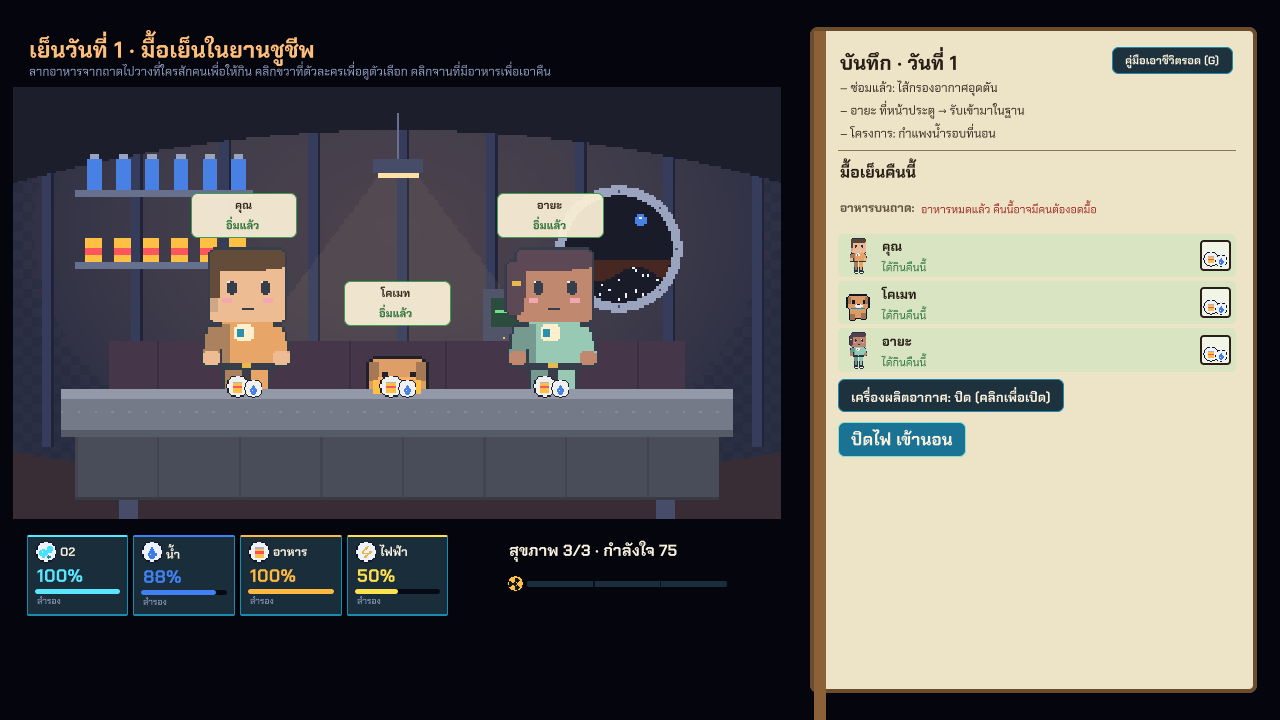 เย็นวันที่ 1 · มื้อเย็นในยานชูชีพ
ลากอาหารจากถาดไปวางที่ใครสักคนเพื่อให้กิน คลิกขวาที่ตัวละครเพื่อดูตัวเลือก คลิกจานที่มีอาหารเพื่อเอาคืน
คุณ
อิ่มแล้ว
อายะ
อิ่มแล้ว
โคเมท
อิ่มแล้ว
O2
100%
สำรอง
น้ำ
88%
สำรอง
อาหาร
100%
สำรอง
ไฟฟ้า
50%
สำรอง
สุขภาพ 3/3 · กำลังใจ 75
บันทึก · วันที่ 1
คู่มือเอาชีวิตรอด (G)
– ซ่อมแล้ว: ไส้กรองอากาศอุดตัน
– อายะ ที่หน้าประตู → รับเข้ามาในฐาน
– โครงการ: กำแพงน้ำรอบที่นอน
มื้อเย็นคืนนี้
อาหารบนถาด: อาหารหมดแล้ว คืนนี้อาจมีคนต้องอดมื้อ
คุณ
ได้กินคืนนี้
โคเมท
ได้กินคืนนี้
อายะ
ได้กินคืนนี้
เครื่องผลิตอากาศ: ปิด (คลิกเพื่อเปิด)
ปิดไฟ เข้านอน